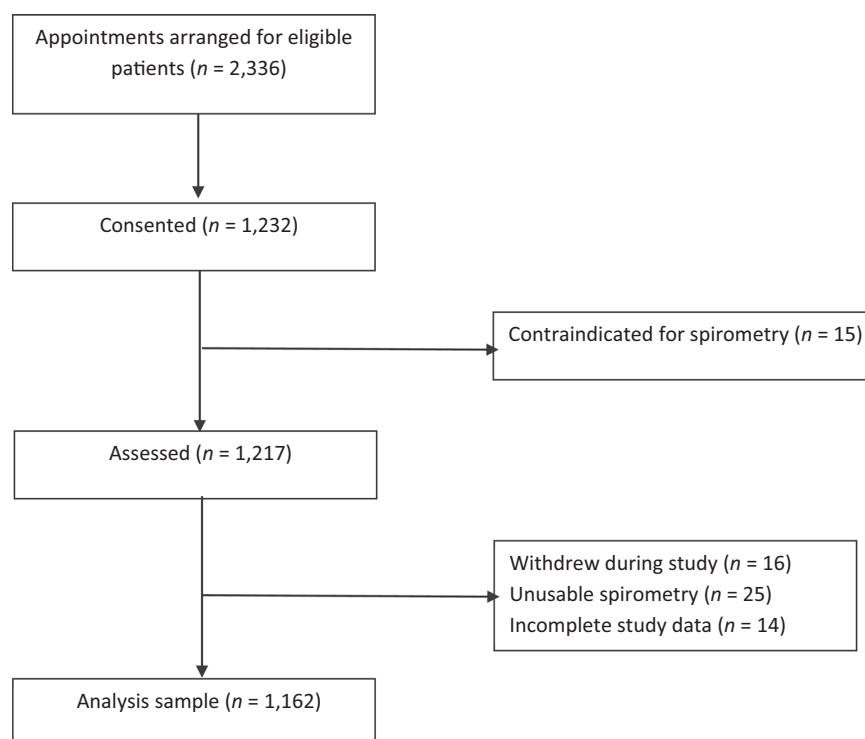 Appointments arranged for eligible
patients (n = 2,336)
Consented (n = 1,232)
Contraindicated for spirometry (n = 15)
Assessed (n = 1,217)
Withdrew during study (n = 16)
Unusable spirometry (n = 25)
Incomplete study data (n = 14)
Analysis sample (n = 1,162)